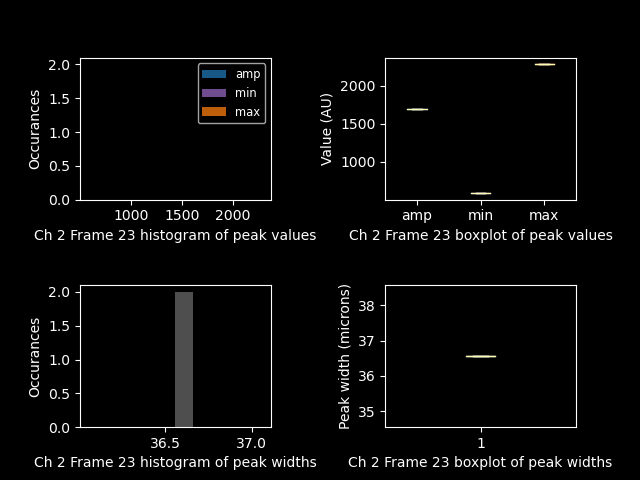 2.0
1.5
1.0
0.5
0.0
Occurances
amp
min
max
1000 1500 2000
Ch 2 Frame 23 histogram of peak values
2000
1500
1000
Value (AU)
amp min max
Ch 2 Frame 23 boxplot of peak values
2.0
1.5
1.0
0.5
0.0
Occurances
36.5 37.0
Ch 2 Frame 23 histogram of peak widths
38
37
36
35
Peak width (microns)
1
Ch 2 Frame 23 boxplot of peak widths